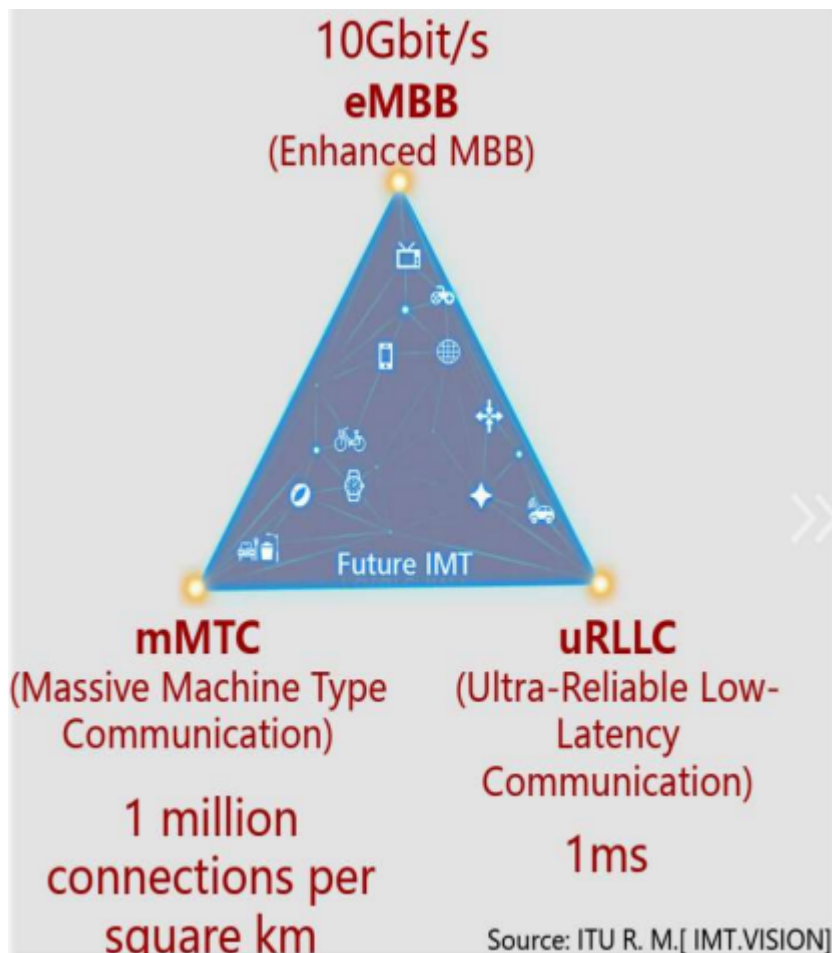 10Gbit/s
eMBB
(Enhanced MBB)
Future IMT
mMTC
(Massive Machine Type
Communication)
1 million
connections per
square km
uRLLC
(Ultra-Reliable Low-
Latency
Communication)
1ms
Source: ITU R. M.[ IMT.VISION]